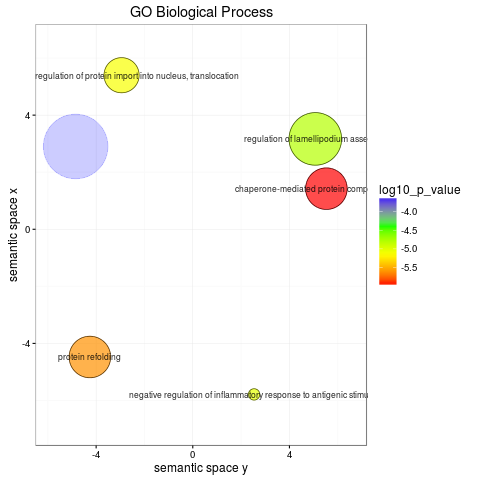 GO Biological Process
regulation of protein import into nucleus, translocation
4
regulation of lamellipodium asse
chaperone-mediated protein comp
log10_p_value
-4.0
-4.5
-5.0
-5.5
semantic space x
0
-4
protein refolding
negative regulation of inflammatory response to antigenic stimu
-4
0
4
semantic space y